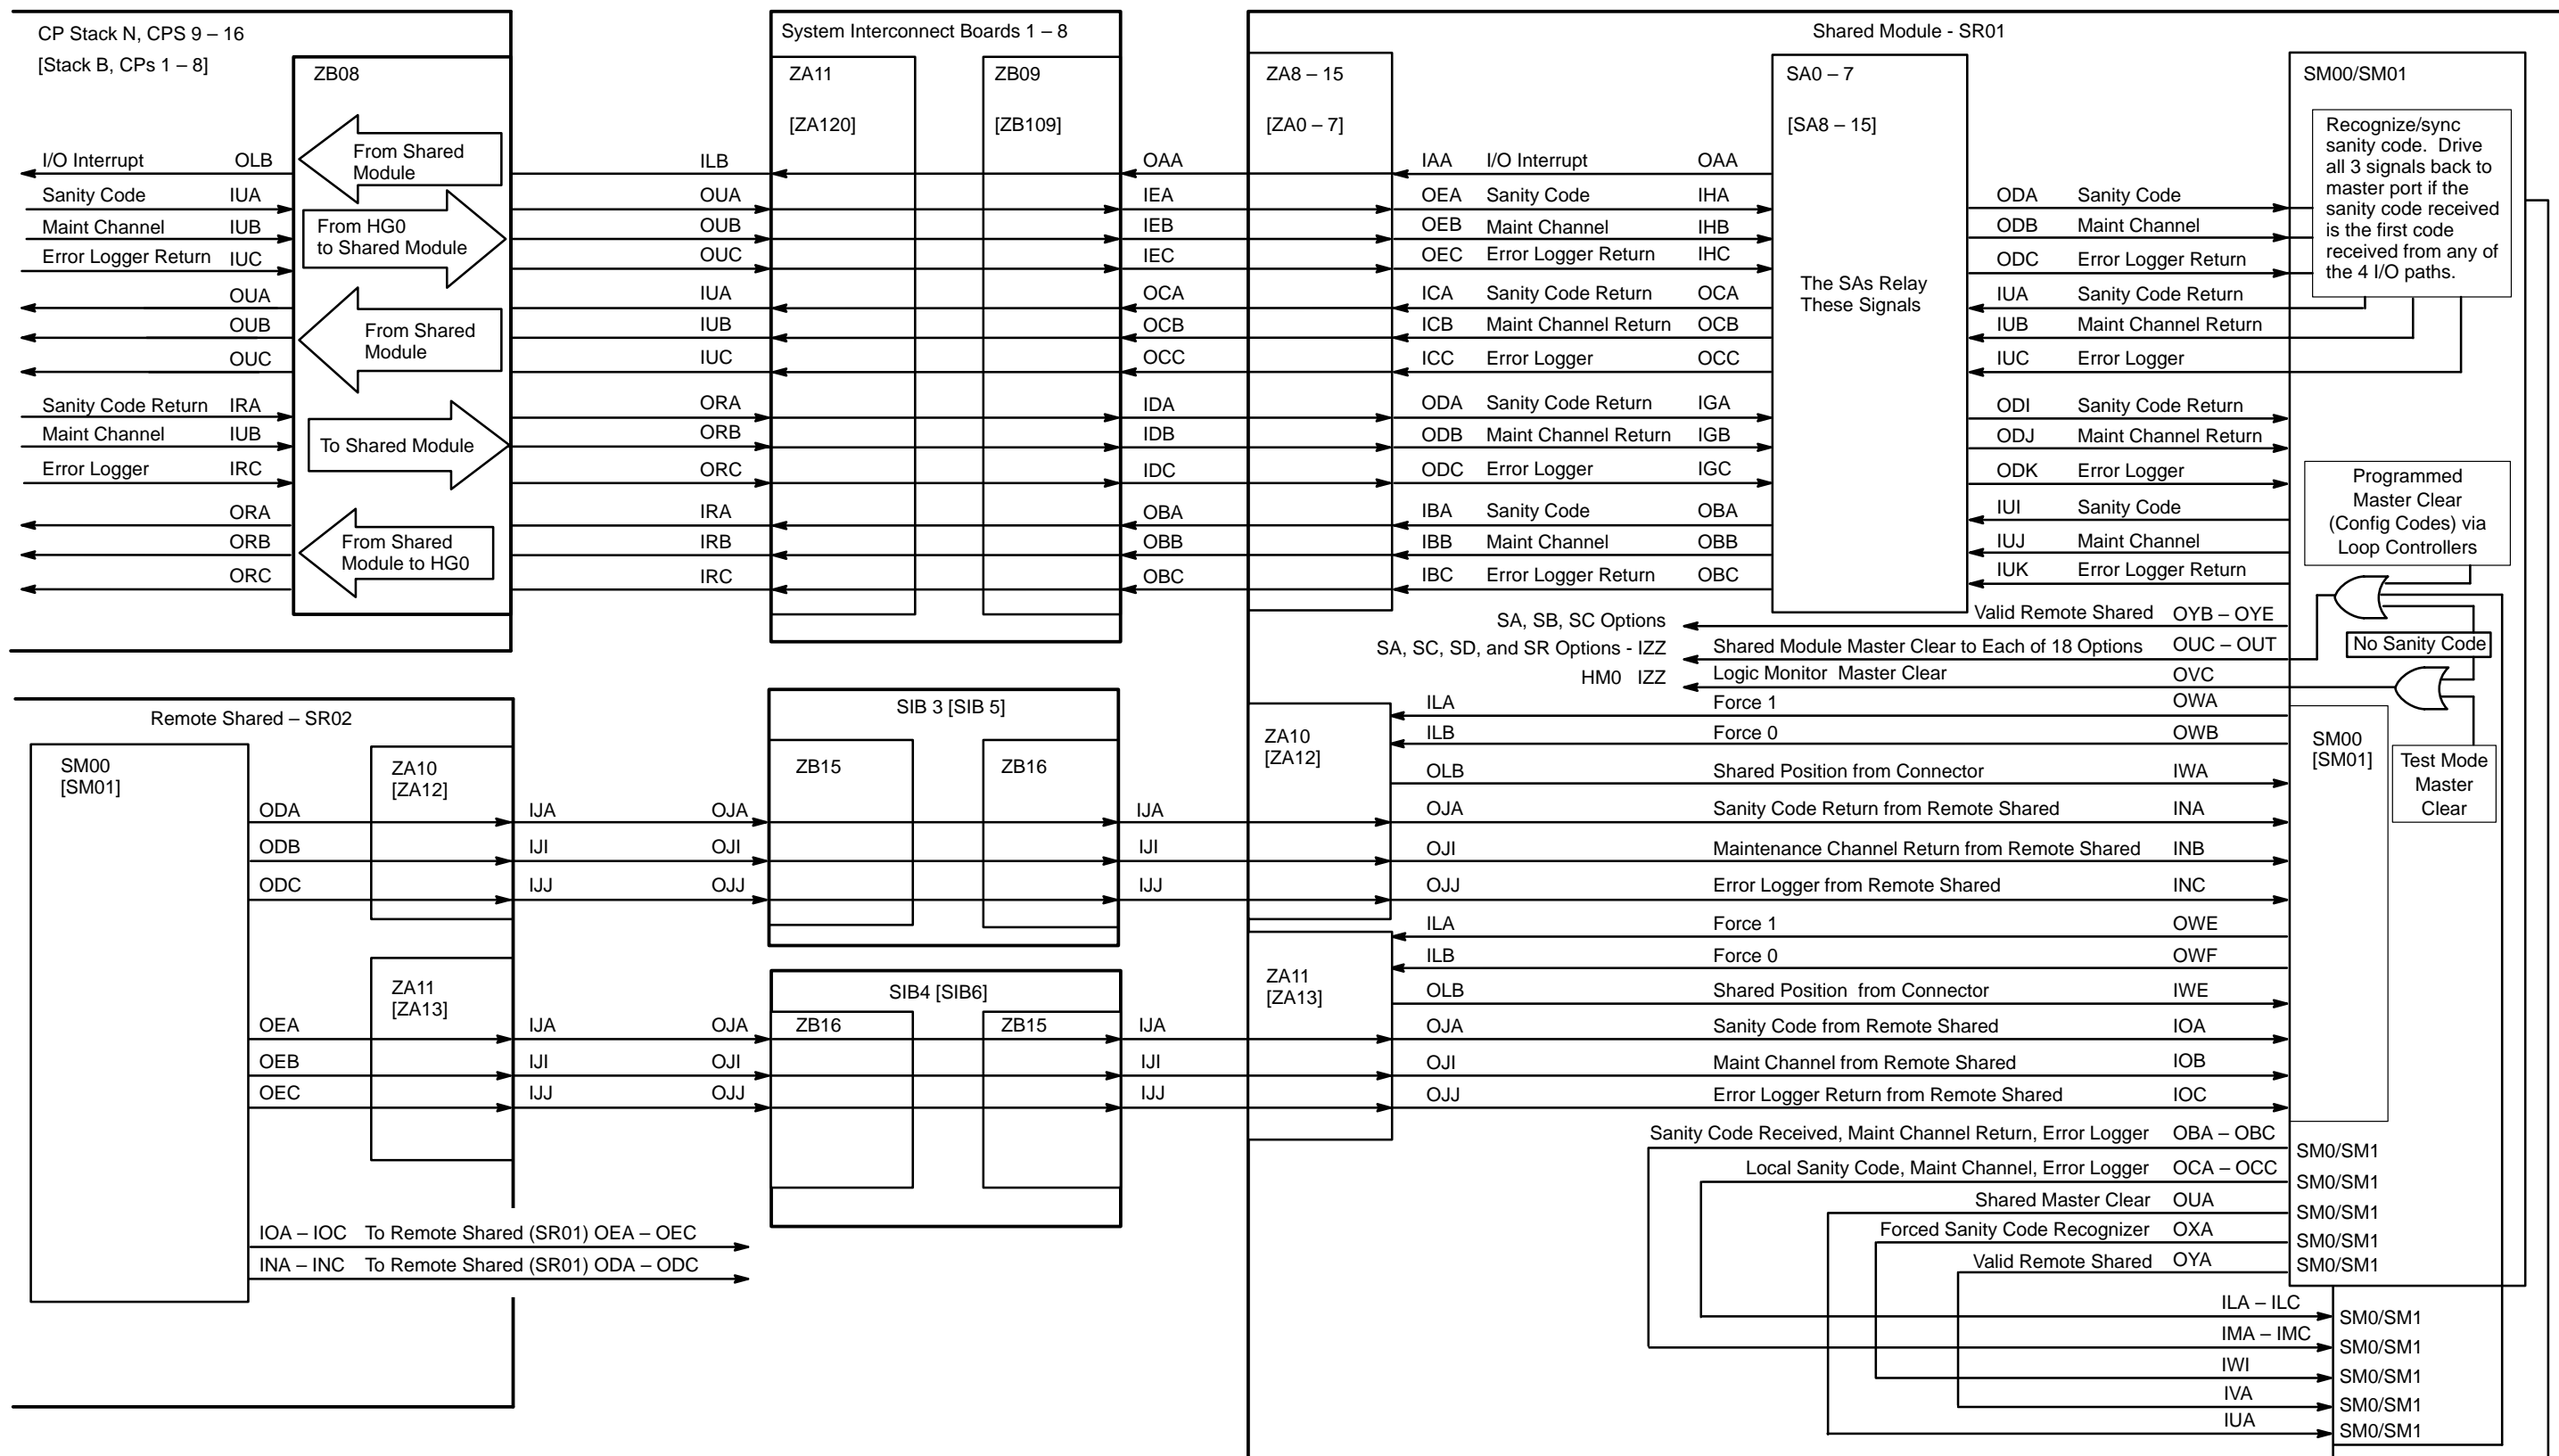 CP Stack N, CPS 9 – 16
[Stack B, CPs 1 – 8]
ZB08
System Interconnect Boards 1 – 8
ZA11
[ZA120]
ZB09
[ZB109]
Shared Module - SR01
ZA8 – 15
[ZA0 – 7]
SA0 – 7
[SA8 – 15]
SM00/SM01
Recognize/sync
sanity code. Drive
all 3 signals back to
master port if the
sanity code received
is the first code
received from any of
the 4 I/O paths.
From Shared
Module
From HG0
to Shared Module
From Shared
Module
To Shared Module
From Shared
Module to HG0
The SAs Relay
These Signals
I/O Interrupt OLB ILB OAA IAA I/O Interrupt OAA
Sanity Code IUA OUA IEA OEA Sanity Code IHA ODA Sanity Code
Maint Channel IUB OUB IEB OEB Maint Channel IHB ODB Maint Channel
Error Logger Return IUC OUC IEC OEC Error Logger Return IHC ODC Error Logger Return
OUA IUA OCA ICA Sanity Code Return OCA IUA Sanity Code Return
OUB IUB OCB ICB Maint Channel Return OCB IUB Maint Channel Return
OUC IUC OCC ICC Error Logger OCC IUC Error Logger
Sanity Code Return IRA ORA IDA ODA Sanity Code Return IGA ODI Sanity Code Return
Maint Channel IUB ORB IDB ODB Maint Channel Return IGB ODJ Maint Channel Return
Error Logger IRC ORC IDC ODC Error Logger IGC ODK Error Logger
ORA IRA OBA IBA Sanity Code OBA IUI Sanity Code
ORB IRB OBB IBB Maint Channel OBB IUJ Maint Channel
ORC IRC OBC IBC Error Logger Return OBC IUK Error Logger Return
Programmed
Master Clear
(Config Codes) via
Loop Controllers
SA, SB, SC Options Valid Remote Shared OYB – OYE
SA, SC, SD, and SR Options - IZZ Shared Module Master Clear to Each of 18 Options OUC – OUT
HM0 IZZ Logic Monitor Master Clear OVC
No Sanity Code
Test Mode
Master
Clear
Remote Shared – SR02
SM00
[SM01]
ZA10
[ZA12]
SIB 3 [SIB 5]
ZB15
ZB16
ZA10
[ZA12]
SM00
[SM01]
ILA Force 1 OWA
ILB Force 0 OWB
OLB Shared Position from Connector IWA
ODA IJA OJA IJA OJA Sanity Code Return from Remote Shared INA
ODB IJI OJI IJI OJI Maintenance Channel Return from Remote Shared INB
ODC IJJ OJJ IJJ OJJ Error Logger from Remote Shared INC
ZA11
[ZA13]
SIB4 [SIB6]
ZB16
ZB15
ZA11
[ZA13]
ILA Force 1 OWE
ILB Force 0 OWF
OLB Shared Position from Connector IWE
OEA IJA OJA IJA OJA Sanity Code from Remote Shared IOA
OEB IJI OJI IJI OJI Maint Channel from Remote Shared IOB
OEC IJJ OJJ IJJ OJJ Error Logger Return from Remote Shared IOC
IOA – IOC To Remote Shared (SR01) OEA – OEC
INA – INC To Remote Shared (SR01) ODA – ODC
Sanity Code Received, Maint Channel Return, Error Logger OBA – OBC SM0/SM1
Local Sanity Code, Maint Channel, Error Logger OCA – OCC SM0/SM1
Shared Master Clear OUA SM0/SM1
Forced Sanity Code Recognizer OXA SM0/SM1
Valid Remote Shared OYA SM0/SM1
ILA – ILC SM0/SM1
IMA – IMC SM0/SM1
IWI SM0/SM1
IVA SM0/SM1
IUA SM0/SM1